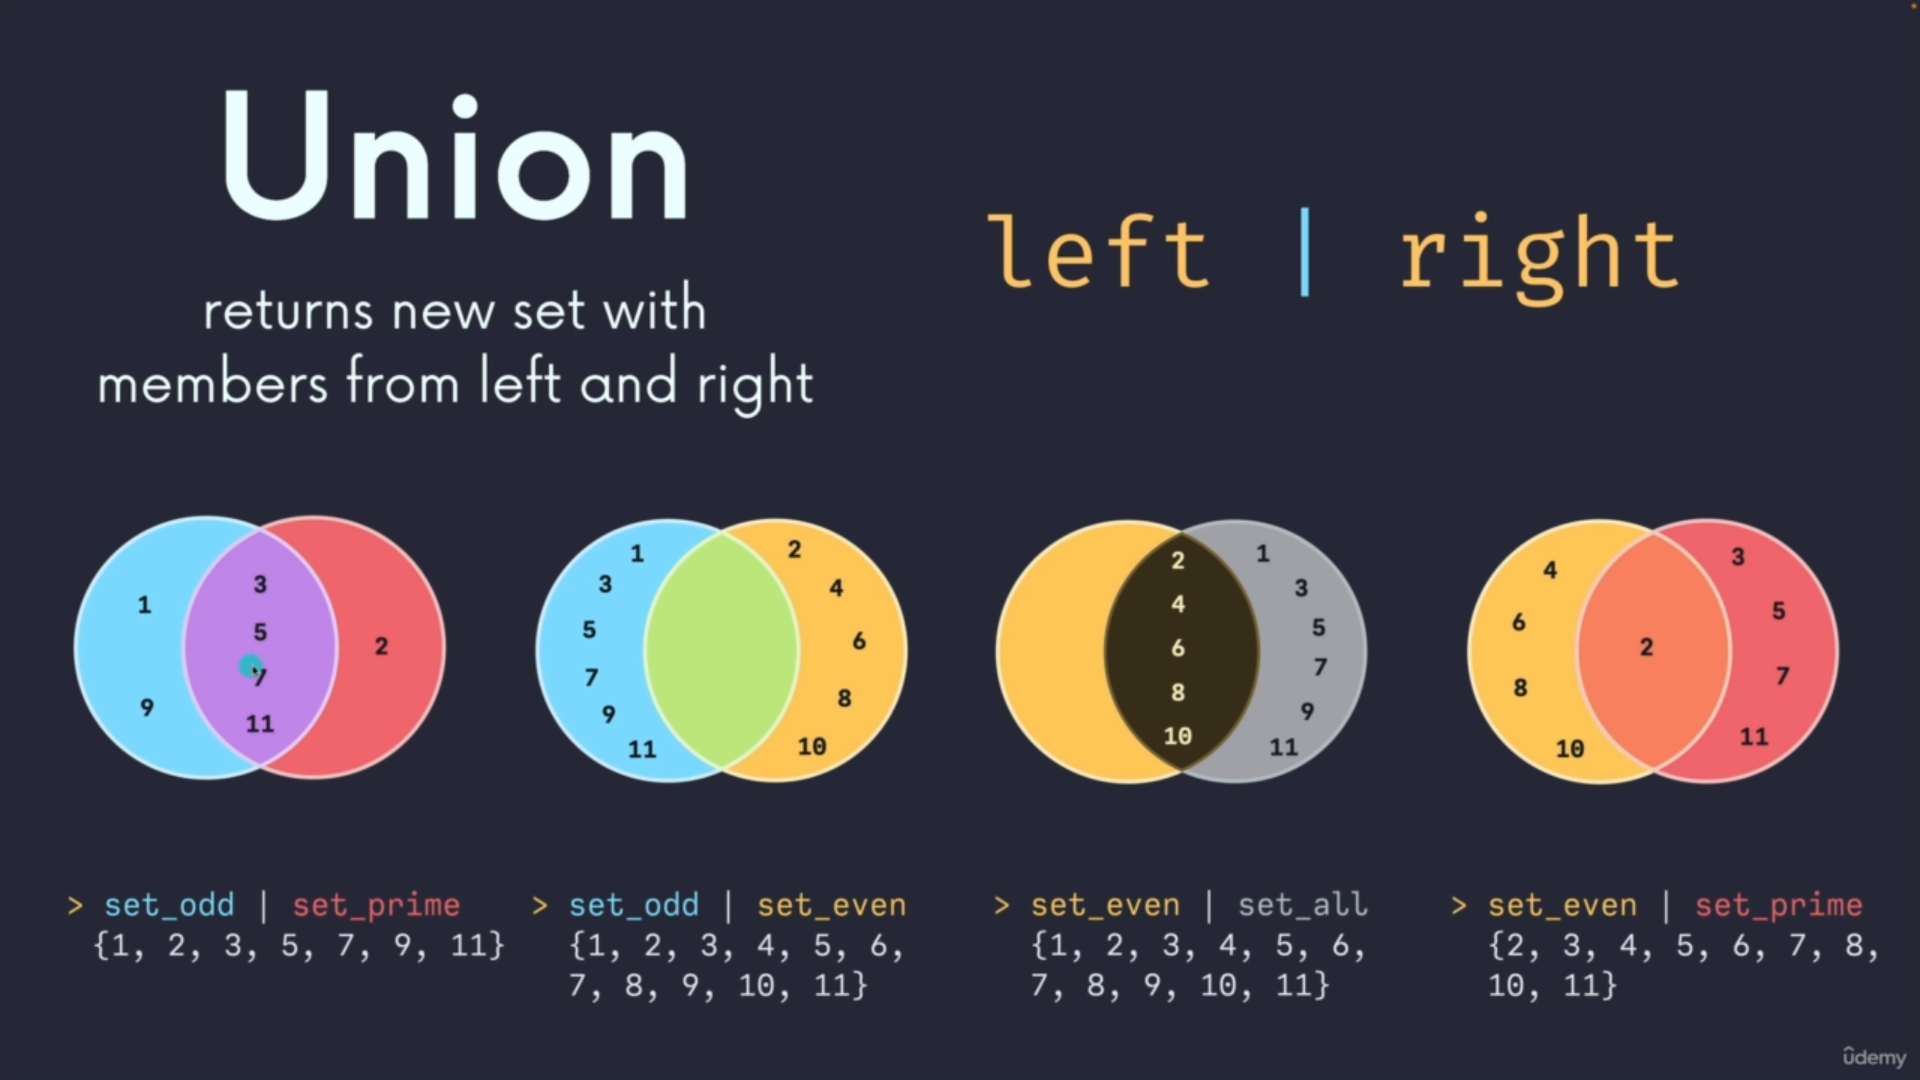 Union
returns new set with
members from left and right
left | right
1
9
3
5
7
11
2
1
3
5
7
9
11
2
4
6
8
10
2
4
6
8
10
1
3
5
7
9
11
4
6
8
10
2
3
5
7
11
> set_odd | set_prime
{1, 2, 3, 5, 7, 9, 11}
> set_odd | set_even
{1, 2, 3, 4, 5, 6,
7, 8, 9, 10, 11}
> set_even | set_all
{1, 2, 3, 4, 5, 6,
7, 8, 9, 10, 11}
> set_even | set_prime
{2, 3, 4, 5, 6, 7, 8,
10, 11}
ûdemy